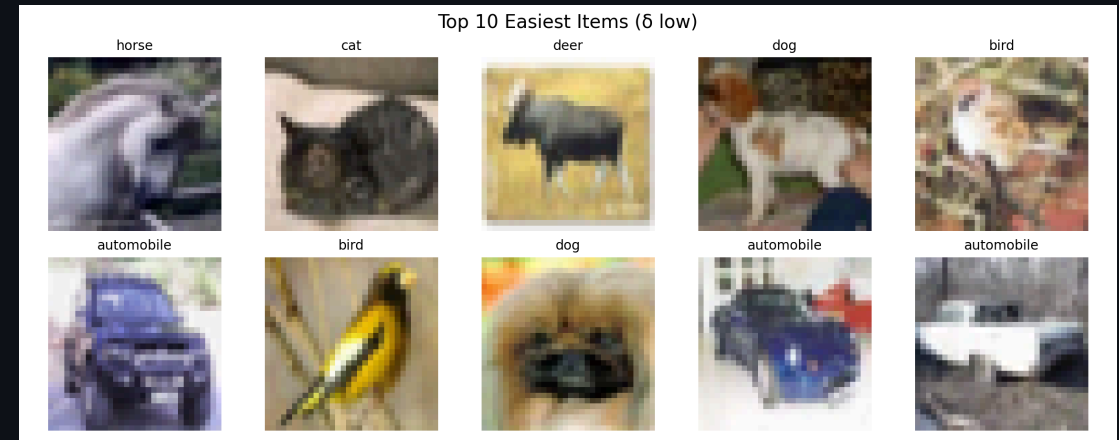 Top 10 Easiest Items (δ low)
horse cat deer dog bird
automobile bird dog automobile automobile